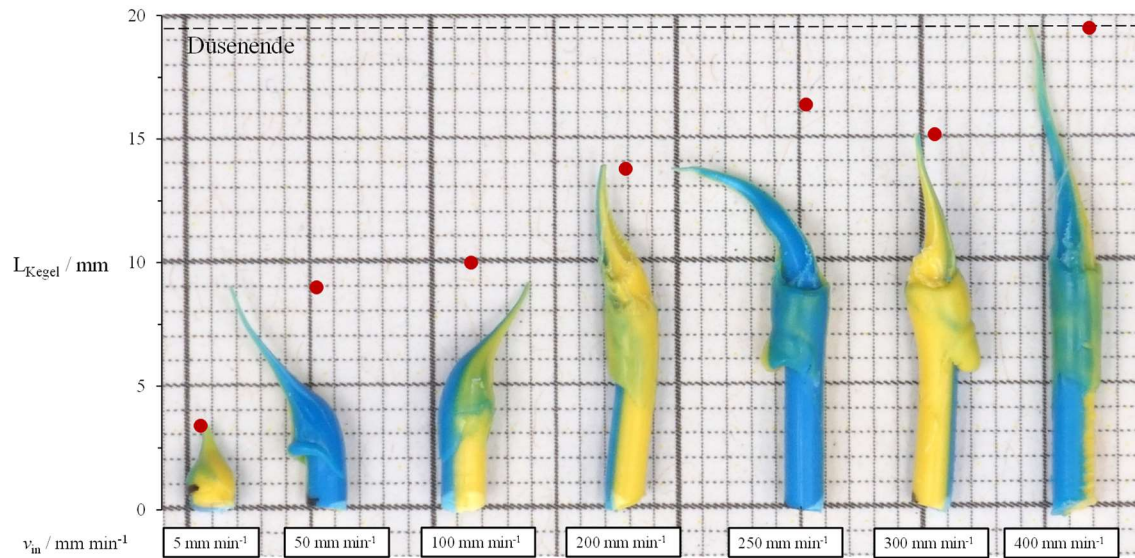 20
Düsenende
15
L_Kegel / mm
10
5
0
v_in / mm min⁻¹
5 mm min⁻¹
50 mm min⁻¹
100 mm min⁻¹
200 mm min⁻¹
250 mm min⁻¹
300 mm min⁻¹
400 mm min⁻¹